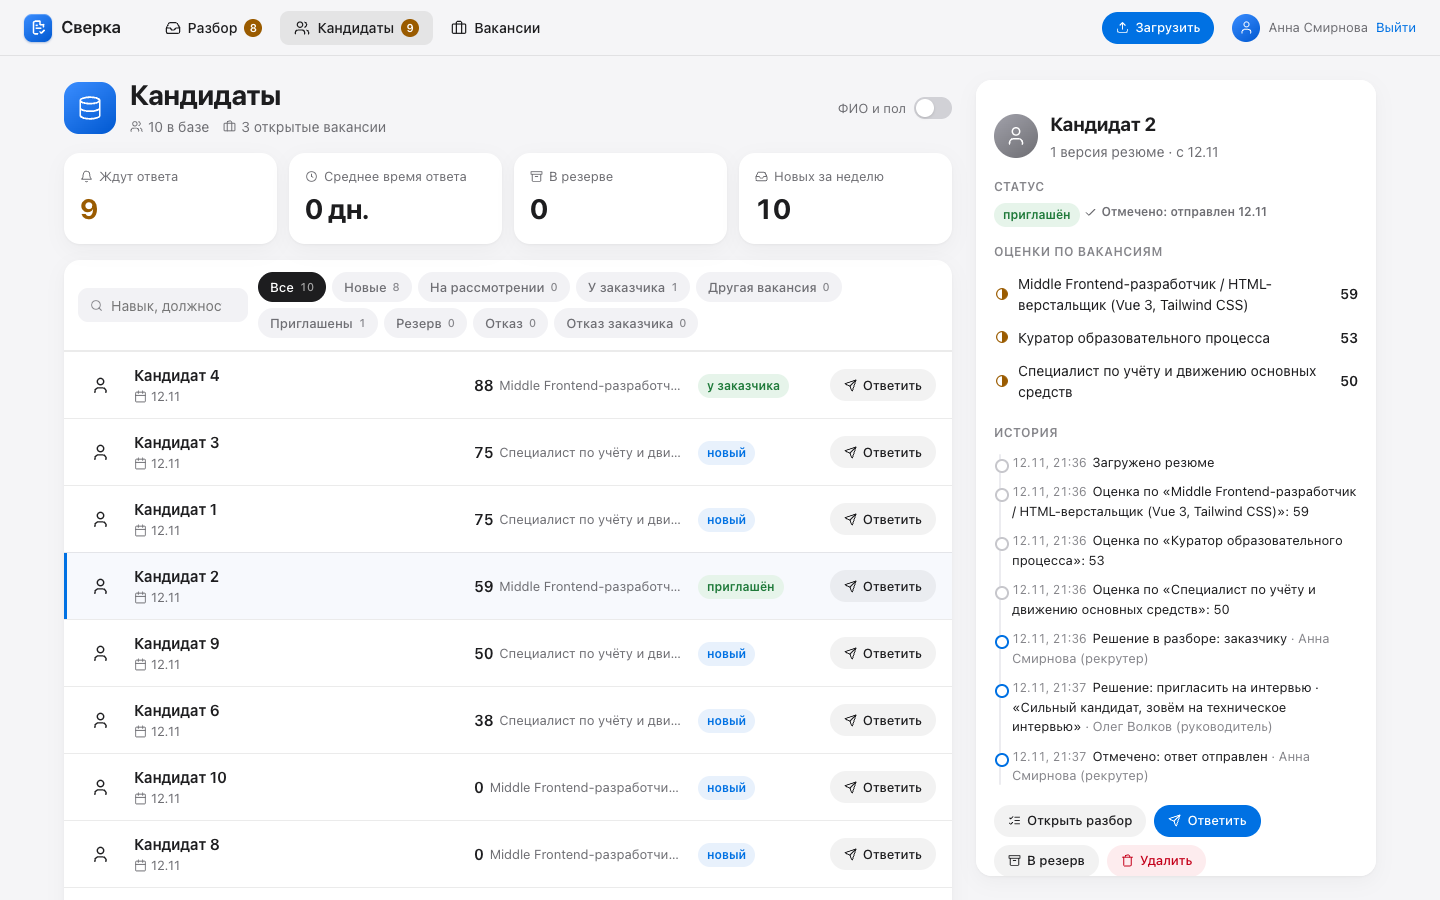 Сверка
Разбор 8
Кандидаты 9
Вакансии
Загрузить
Анна Смирнова Выйти
Кандидаты
10 в базе 3 открытые вакансии
ФИО и пол
Ждут ответа
9
Среднее время ответа
0 дн.
В резерве
0
Новых за неделю
10
Навык, должнос
Все 10 Новые 8 На рассмотрении 0 У заказчика 1 Другая вакансия 0
Приглашены 1 Резерв 0 Отказ 0 Отказ заказчика 0
Кандидат 4
12.11
88 Middle Frontend-разработч... у заказчика Ответить
Кандидат 3
12.11
75 Специалист по учёту и дви... новый Ответить
Кандидат 1
12.11
75 Специалист по учёту и дви... новый Ответить
Кандидат 2
12.11
59 Middle Frontend-разработч... приглашён Ответить
Кандидат 9
12.11
50 Специалист по учёту и дви... новый Ответить
Кандидат 6
12.11
38 Специалист по учёту и дви... новый Ответить
Кандидат 10
12.11
0 Middle Frontend-разработчи... новый Ответить
Кандидат 8
12.11
0 Middle Frontend-разработчи... новый Ответить
Кандидат 2
1 версия резюме · с 12.11
СТАТУС
приглашён Отмечено: отправлен 12.11
ОЦЕНКИ ПО ВАКАНСИЯМ
Middle Frontend-разработчик / HTML-
верстальщик (Vue 3, Tailwind CSS) 59
Куратор образовательного процесса 53
Специалист по учёту и движению основных
средств 50
ИСТОРИЯ
12.11, 21:36 Загружено резюме
12.11, 21:36 Оценка по «Middle Frontend-разработчик
/ HTML-верстальщик (Vue 3, Tailwind CSS)»: 59
12.11, 21:36 Оценка по «Куратор образовательного
процесса»: 53
12.11, 21:36 Оценка по «Специалист по учёту и
движению основных средств»: 50
12.11, 21:36 Решение в разборе: заказчику · Анна
Смирнова (рекрутер)
12.11, 21:37 Решение: пригласить на интервью ·
«Сильный кандидат, зовём на техническое
интервью» · Олег Волков (руководитель)
12.11, 21:37 Отмечено: ответ отправлен · Анна
Смирнова (рекрутер)
Открыть разбор Ответить
В резерв Удалить